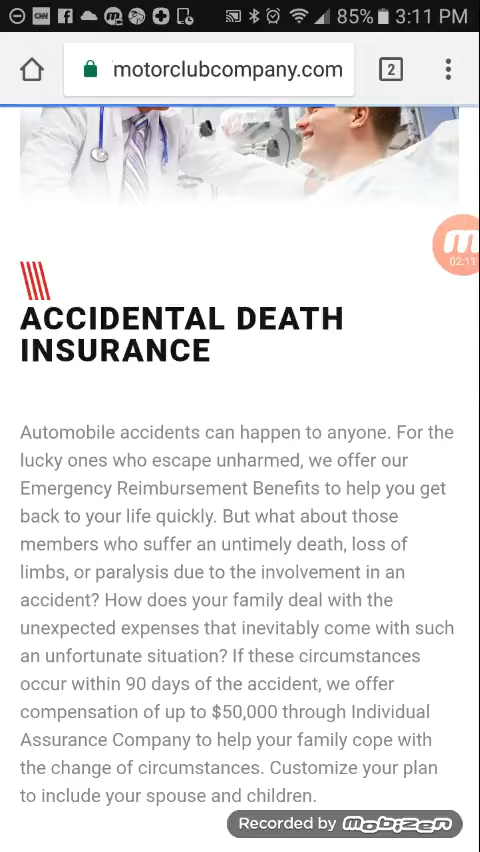 CNN
85% 3:11 PM
motorclubcompany.com
2
02:11
ACCIDENTAL DEATH
INSURANCE
Automobile accidents can happen to anyone. For the
lucky ones who escape unharmed, we offer our
Emergency Reimbursement Benefits to help you get
back to your life quickly. But what about those
members who suffer an untimely death, loss of
limbs, or paralysis due to the involvement in an
accident? How does your family deal with the
unexpected expenses that inevitably come with such
an unfortunate situation? If these circumstances
occur within 90 days of the accident, we offer
compensation of up to $50,000 through Individual
Assurance Company to help your family cope with
the change of circumstances. Customize your plan
to include your spouse and children.
Recorded by mobizen